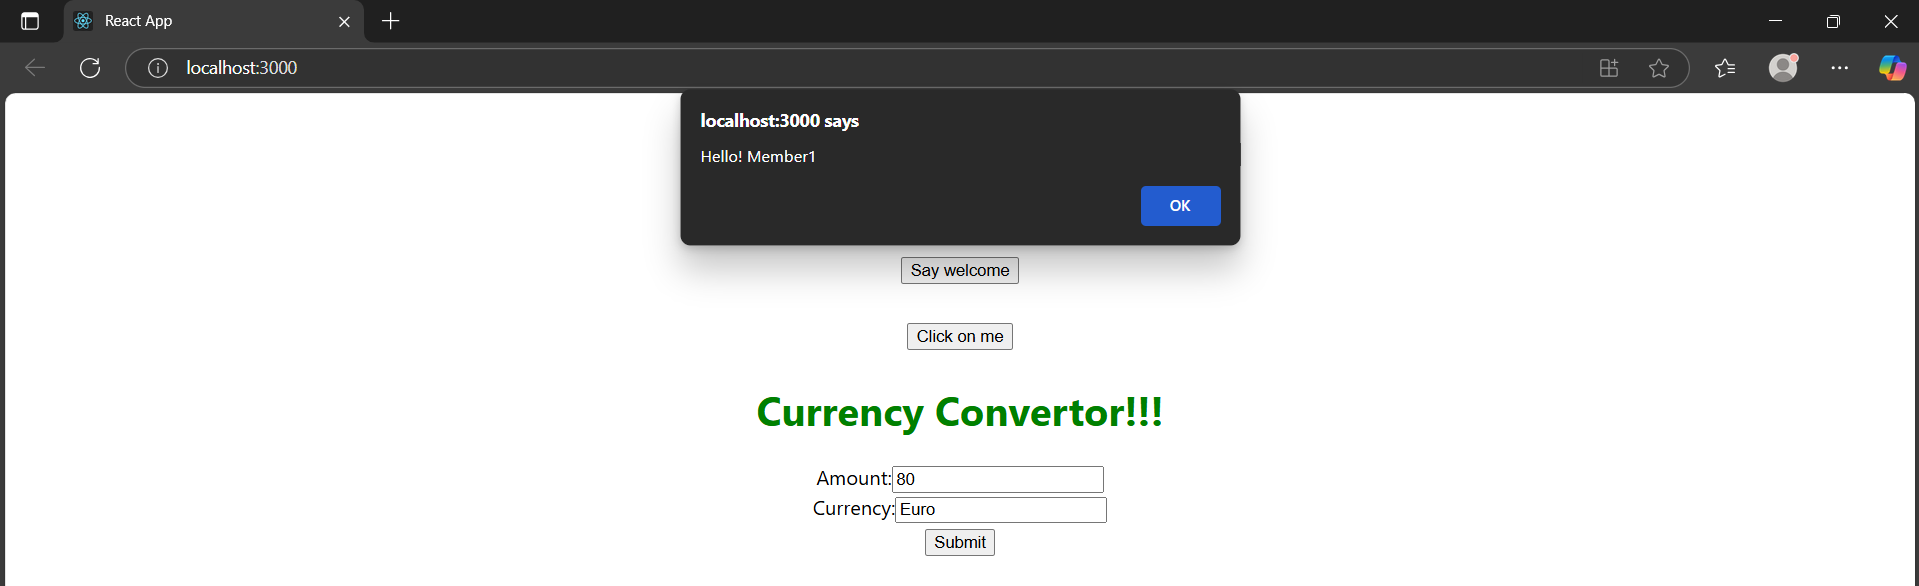 React App
localhost:3000
localhost:3000 says
Hello! Member1
OK
Say welcome
Click on me
Currency Convertor!!!
Amount:80
Currency:Euro
Submit